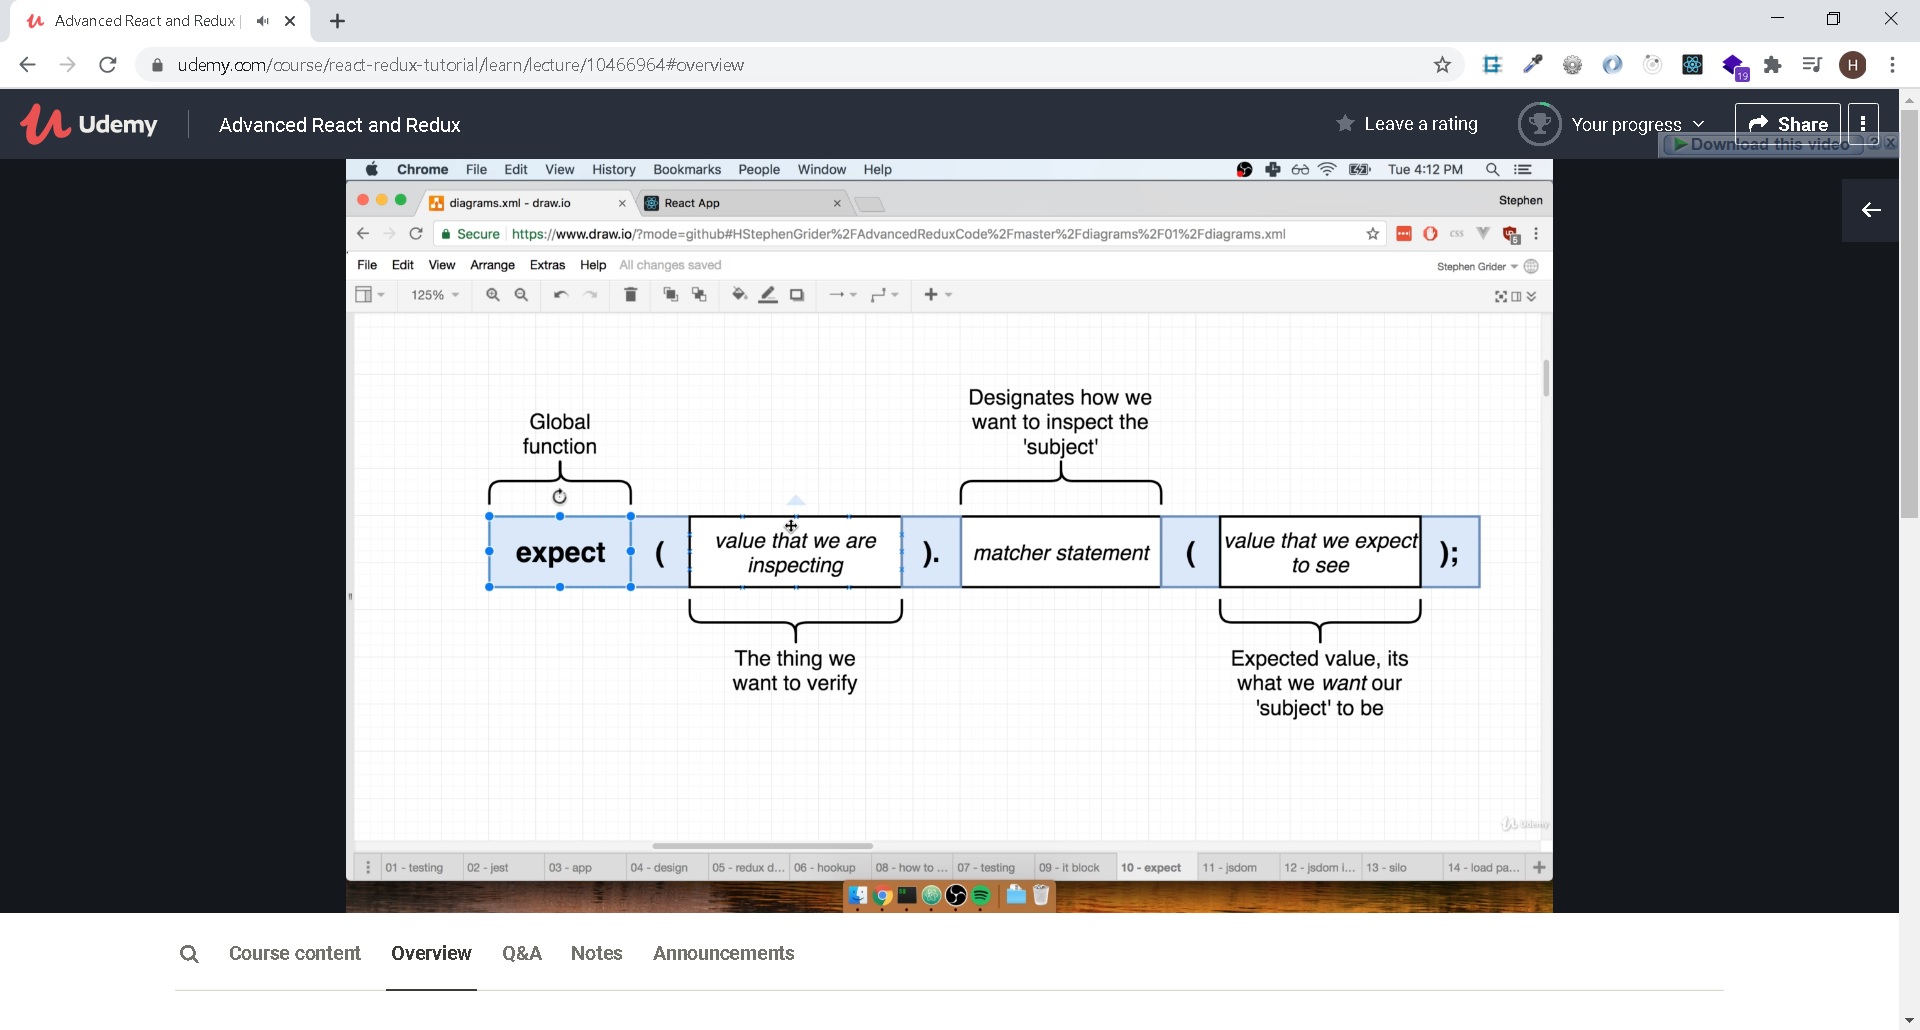 Advanced React and Redux |
udemy.com/course/react-redux-tutorial/learn/lecture/10466964#overview
19
H
Udemy
Advanced React and Redux
Leave a rating
Your progress
Share
Download this video
? X
Chrome File Edit View History Bookmarks People Window Help
Tue 4:12 PM
diagrams.xml - draw.io
React App
Stephen
Secure https://www.draw.io/?mode=github#HStephenGrider%2FAdvancedReduxCode%2Fmaster%2Fdiagrams%2F01%2Fdiagrams.xml
CSS
5
File Edit View Arrange Extras Help All changes saved
Stephen Grider
125%
Designates how we
want to inspect the
'subject'
Global
function
expect
(
value that we are
inspecting
).
matcher statement
(
value that we expect
to see
);
The thing we
want to verify
Expected value, its
what we want our
'subject' to be
Udemy
01 - testing 02 - jest 03 - app 04 - design 05 - redux d... 06 - hookup 08 - how to ... 07 - testing 09 - it block 10 - expect 11 - jsdom 12 - jsdom i... 13 - silo 14 - load pa...
Course content Overview Q&A Notes Announcements